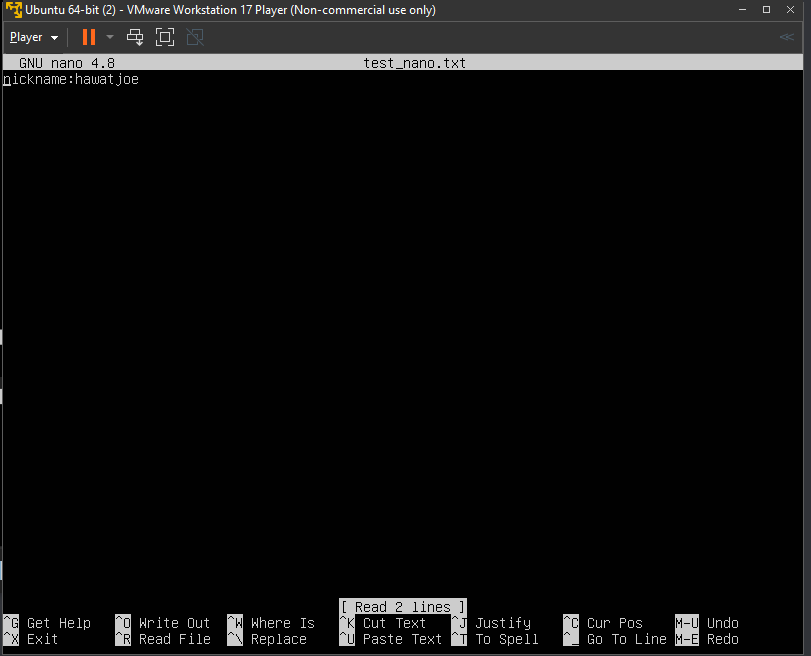 Ubuntu 64-bit (2) - VMware Workstation 17 Player (Non-commercial use only)
Player
GNU nano 4.8 test_nano.txt
nickname:hawatjoe
[ Read 2 lines ]
^G Get Help ^O Write Out ^W Where Is ^K Cut Text ^J Justify ^C Cur Pos M-U Undo
^X Exit ^R Read File ^\ Replace ^U Paste Text ^T To Spell ^_ Go To Line M-E Redo